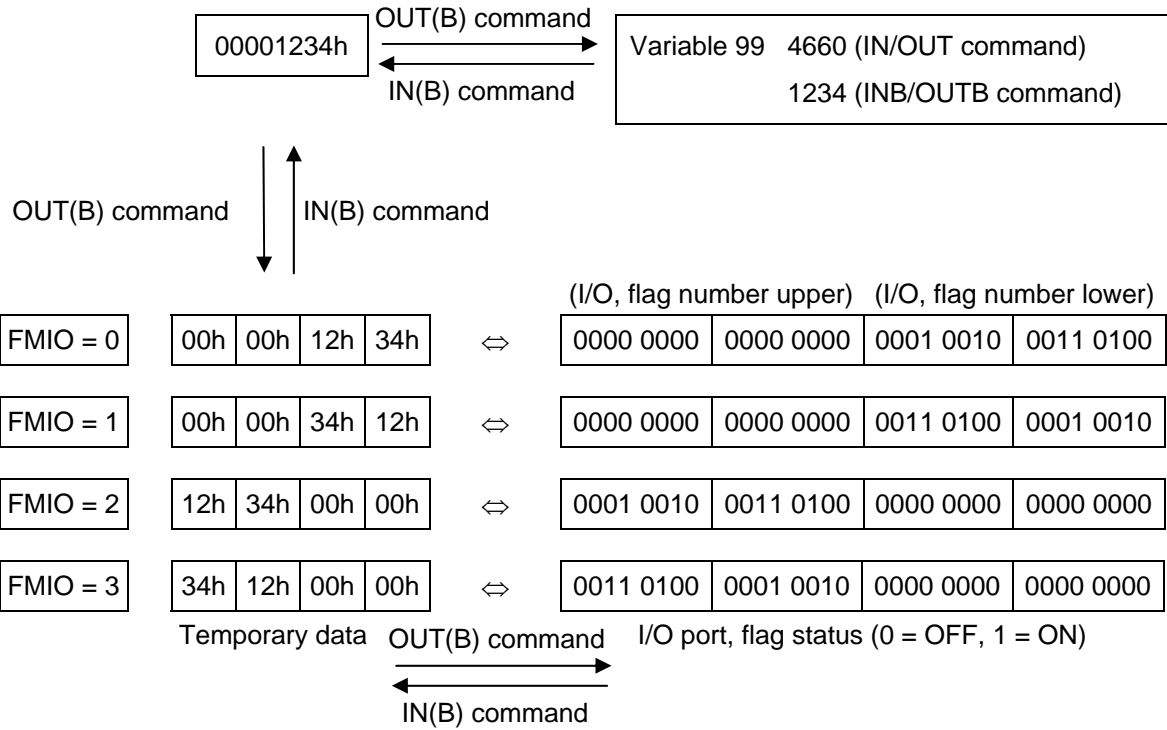 OUT(B) command
00001234h
Variable 99 4660 (IN/OUT command)
IN(B) command
1234 (INB/OUTB command)
OUT(B) command
IN(B) command
(I/O, flag number upper) (I/O, flag number lower)
FMIO = 0 00h 00h 12h 34h ⇔ 0000 0000 0000 0000 0001 0010 0011 0100
FMIO = 1 00h 00h 34h 12h ⇔ 0000 0000 0000 0000 0011 0100 0001 0010
FMIO = 2 12h 34h 00h 00h ⇔ 0001 0010 0011 0100 0000 0000 0000 0000
FMIO = 3 34h 12h 00h 00h ⇔ 0011 0100 0001 0010 0000 0000 0000 0000
Temporary data OUT(B) command I/O port, flag status (0 = OFF, 1 = ON)
IN(B) command